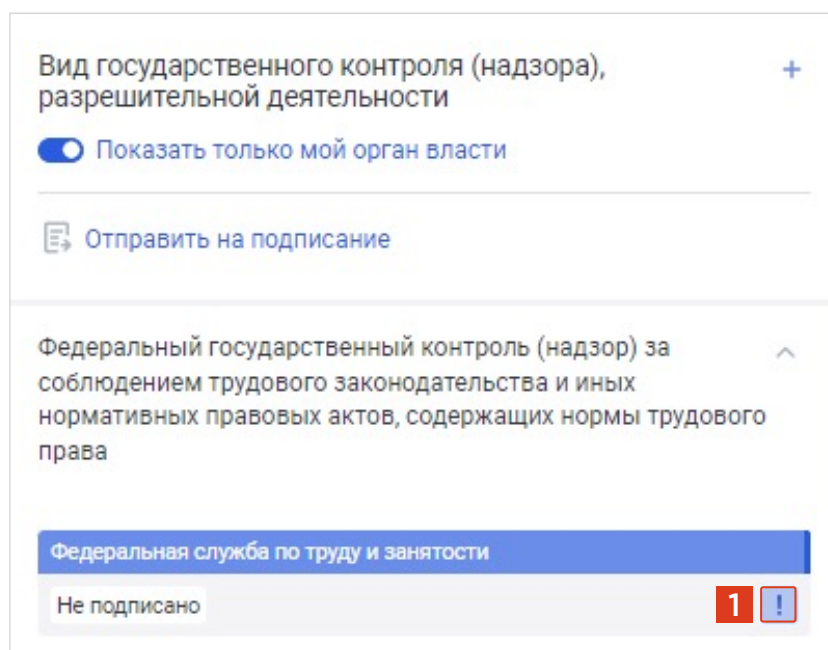 Вид государственного контроля (надзора), +
разрешительной деятельности
Показать только мой орган власти
Отправить на подписание
Федеральный государственный контроль (надзор) за
соблюдением трудового законодательства и иных
нормативных правовых актов, содержащих нормы трудового
права
Федеральная служба по труду и занятости
Не подписано 1 !